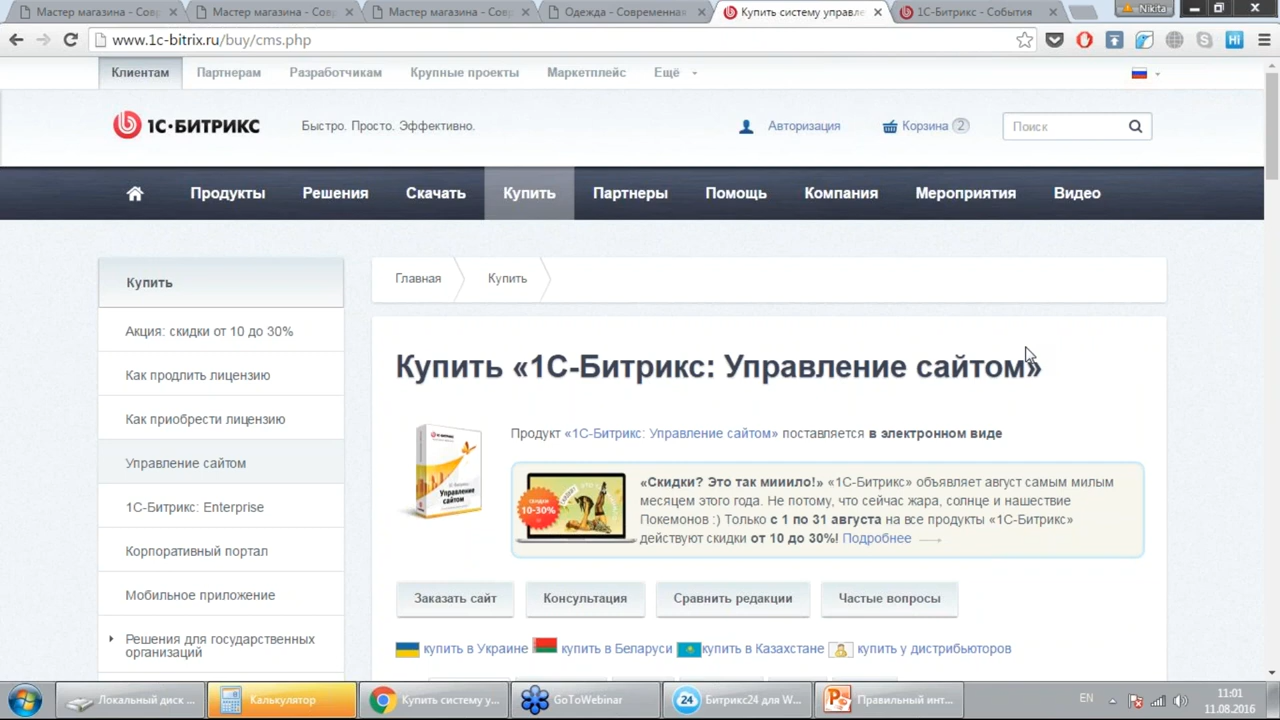 Мастер магазина - Сов
Мастер магазина - Сов
Мастер магазина - Сов
Одежда - Современная
Купить систему управле
1С-Битрикс - События
Nikita
www.1c-bitrix.ru/buy/cms.php
Hi
Клиентам
Партнерам
Разработчикам
Крупные проекты
Маркетплейс
Ещё
1С·БИТРИКС
Быстро. Просто. Эффективно.
Авторизация
Корзина 2
Поиск
Продукты
Решения
Скачать
Купить
Партнеры
Помощь
Компания
Мероприятия
Видео
Купить
Акция: скидки от 10 до 30%
Как продлить лицензию
Как приобрести лицензию
Управление сайтом
1С-Битрикс: Enterprise
Корпоративный портал
Мобильное приложение
Решения для государственных
организаций
Главная
Купить
Купить «1С-Битрикс: Управление сайтом»
Продукт «1С-Битрикс: Управление сайтом» поставляется в электронном виде
10-30%
«Скидки? Это так мииило!» «1С-Битрикс» объявляет август самым милым
месяцем этого года. Не потому, что сейчас жара, солнце и нашествие
Покемонов :) Только с 1 по 31 августа на все продукты «1С-Битрикс»
действуют скидки от 10 до 30%! Подробнее
Заказать сайт
Консультация
Сравнить редакции
Частые вопросы
купить в Украине
купить в Беларуси
купить в Казахстане
купить у дистрибьюторов
Локальный диск ...
Калькулятор
Купить систему у...
GoToWebinar
24
Битрикс24 для W...
Правильный инт...
EN
11:01
11.08.2016